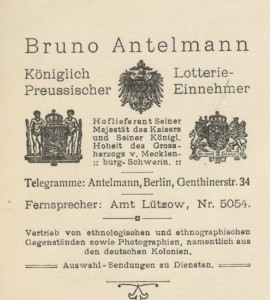 Bruno Antelmann
Königlich Lotterie-
Preussischer Einnehmer
Hoflieferant Seiner
Majestät des Kaisers
und Seiner Königl.
Hoheit des Gross-
herzogs v. Mecklen-
:: burg-Schwerin. ::
Telegramme: Antelmann, Berlin, Genthinerstr. 34
Fernsprecher: Amt Lützow, Nr. 5054.
Vertrieb von ethnologischen und ethnographischen
Gegenständen sowie Photographien, namentlich aus
den deutschen Kolonien.
Auswahl-Sendungen zu Diensten.